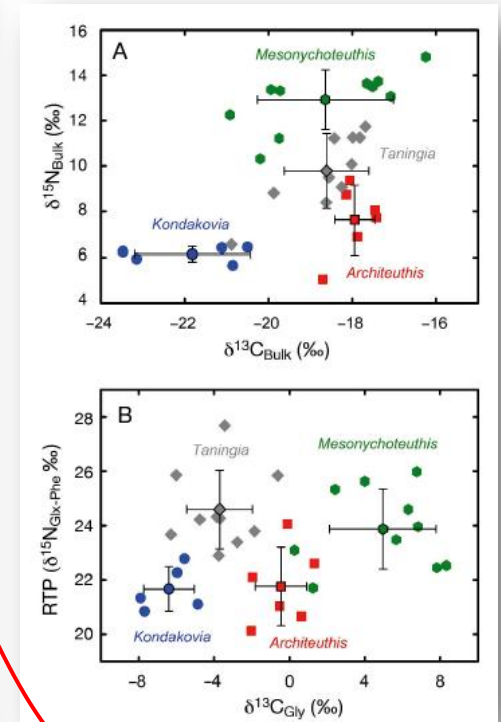 A
Mesonychoteuthis
Taningia
Kondakovia
Architeuthis
16
14
12
10
8
6
4
δ15NBulk (‰)
−24 −22 −20 −18 −16
δ13CBulk (‰)
B
Taningia
Mesonychoteuthis
Kondakovia
Architeuthis
28
26
24
22
20
RTP (δ15NGlx-Phe ‰)
−8 −4 0 4 8
δ13CGly (‰)